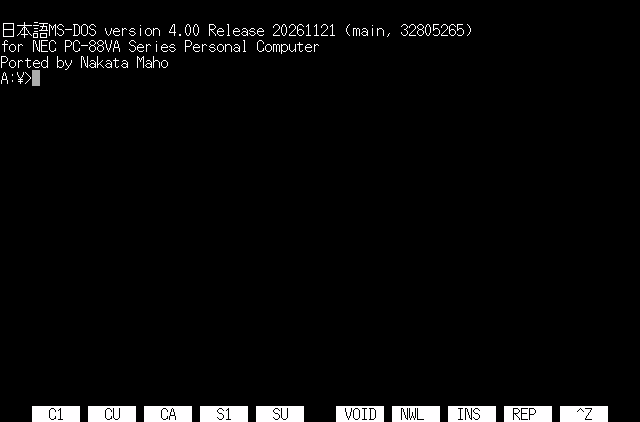 日本語MS-DOS version 4.00 Release 20261121 (main, 32805265)
for NEC PC-88VA Series Personal Computer
Ported by Nakata Maho
A:¥>
C1 CU CA S1 SU VOID NWL INS REP ^Z